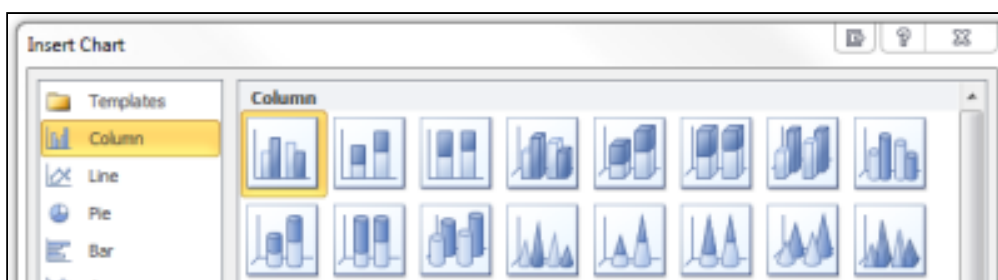 Insert Chart
Templates
Column
Column
Line
Pie
Bar